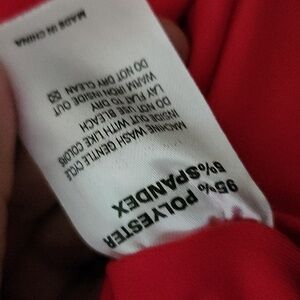 95% POLYESTER
5%SPANDEX
MACHINE WASH GENTLE CYCLE
INSIDE OUT WITH LIKE COLORS
DO NOT USE BLEACH
LAY FLAT TO DRY
WARM IRON INSIDE OUT
DO NOT DRY CLEAN
MADE IN CHINA